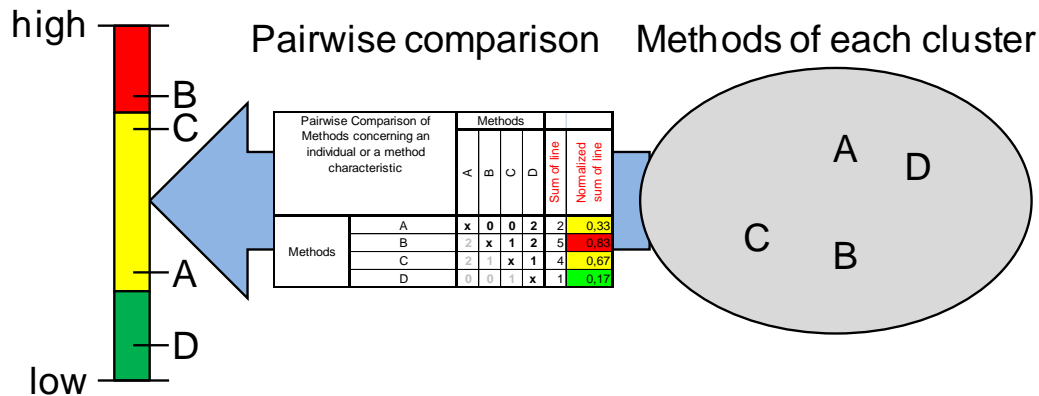 high
B
C
A
D
low
Pairwise comparison
Pairwise Comparison of
Methods concerning an
individual or a method
characteristic
Methods
A B C D
Sum of line
Normalized
sum of line
Methods
A x 0 0 2 2 0,33
B 2 x 1 2 5 0,83
C 2 1 x 1 4 0,67
D 0 0 1 x 1 0,17
Methods of each cluster
A
D
C
B